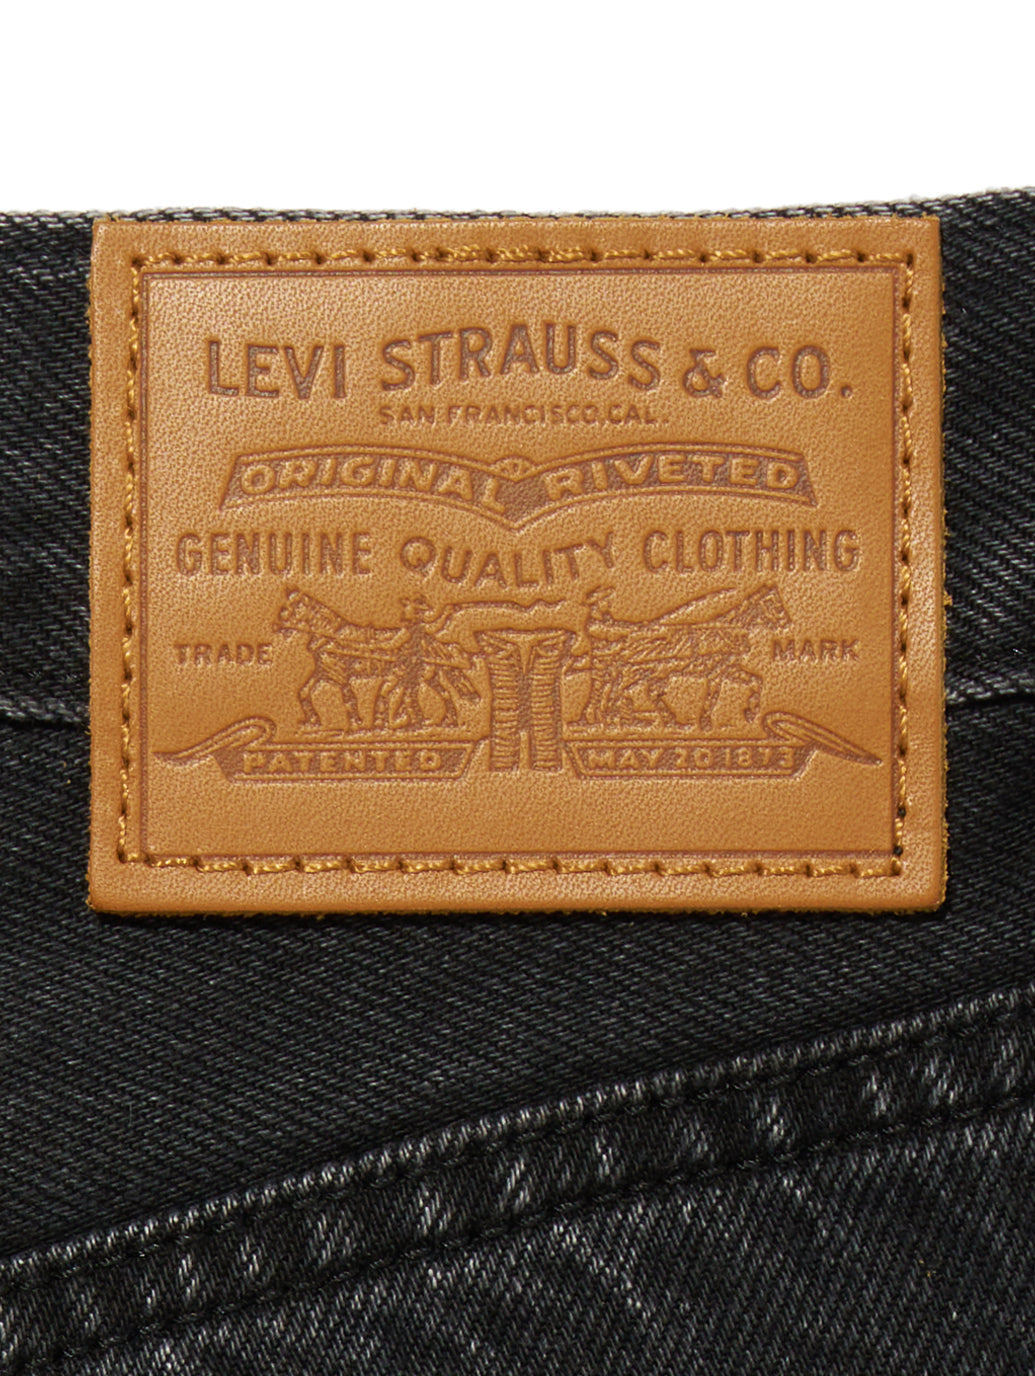 LEVI STRAUSS & CO.
SAN FRANCISCO, CAL.
ORIGINAL RIVETED
GENUINE QUALITY CLOTHING
TRADE MARK
PATENTED MAY 20 1873